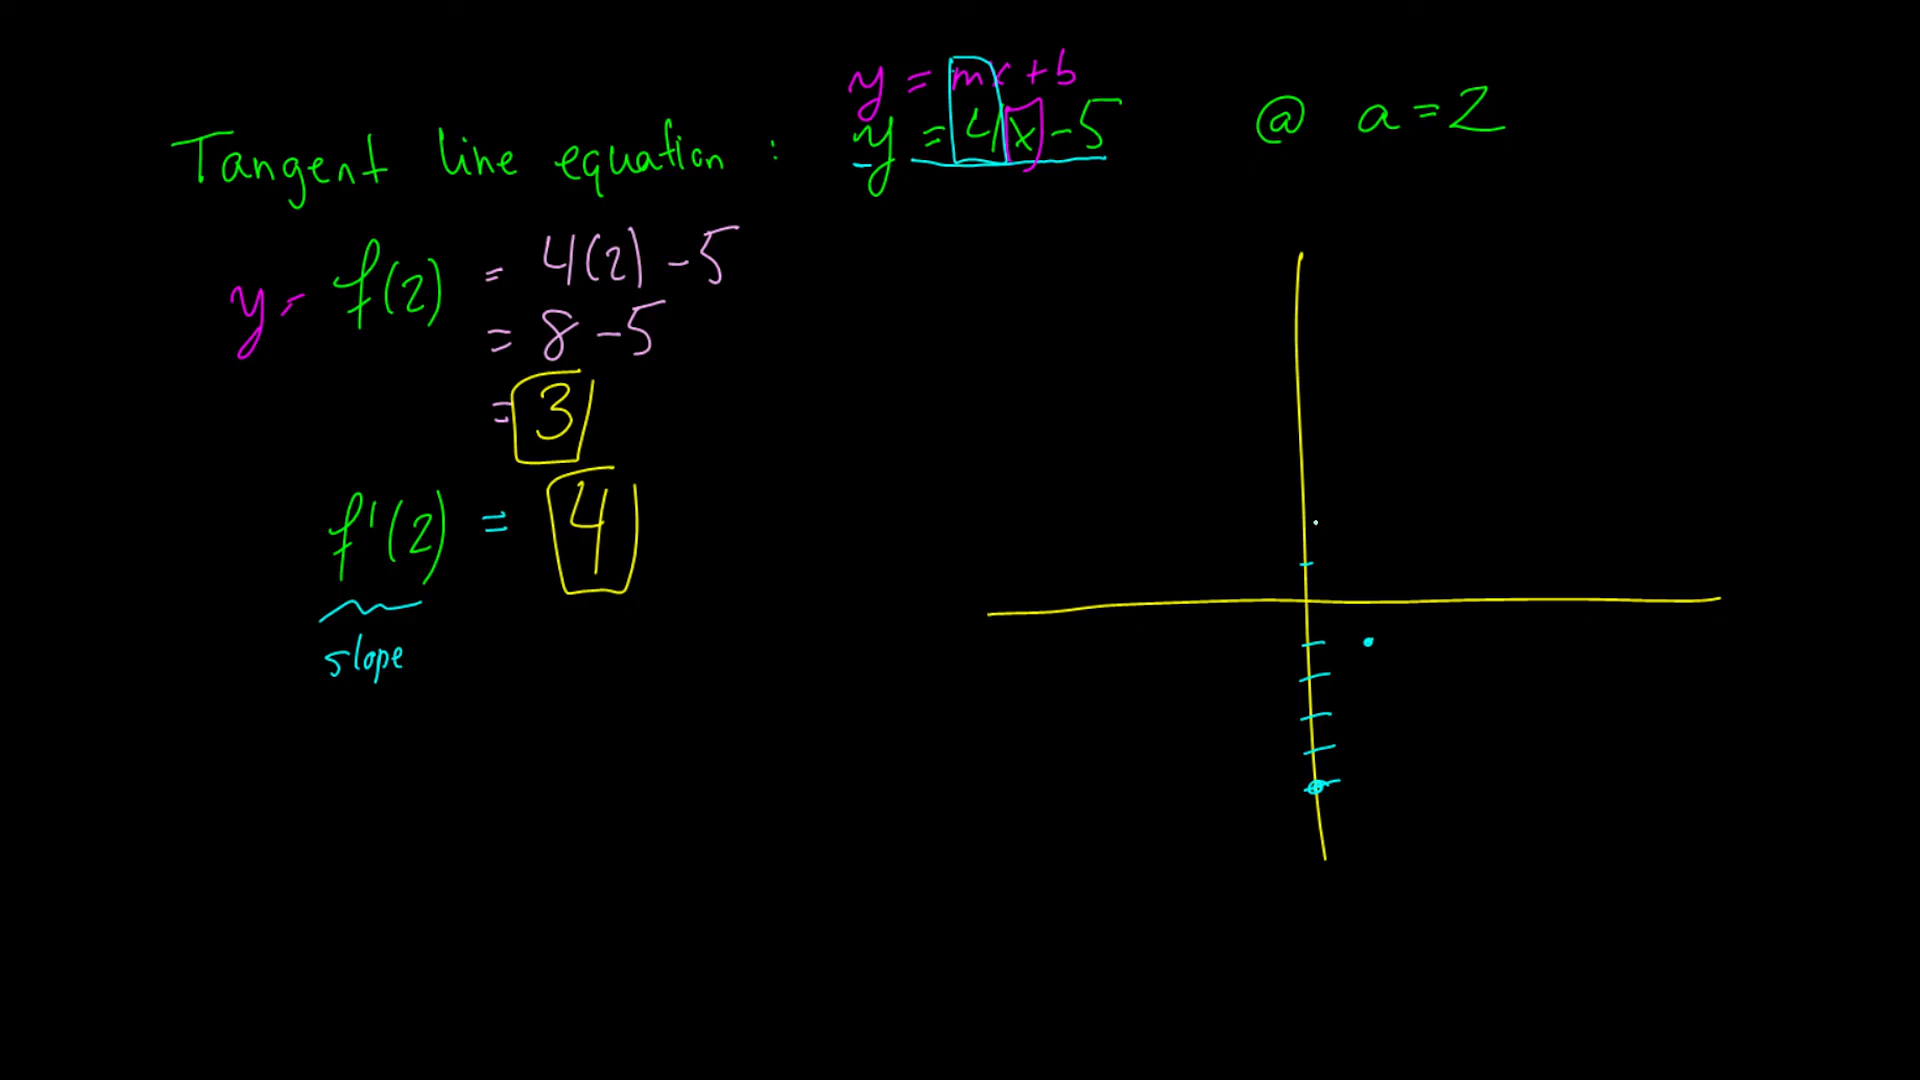 y = mx + b
Tangent line equation : y = 4x - 5 @ a = 2
y = f(2) = 4(2) - 5
= 8 - 5
= 3
f'(2) = 4
slope